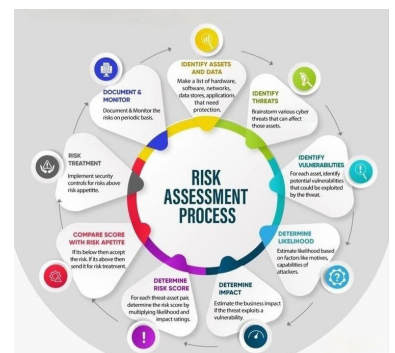 IDENTIFY ASSETS
AND DATA
Make a list of hardware,
software, networks,
data stores, applications
that need
protection.
IDENTIFY
THREATS
Brainstorm various cyber
threats that can affect
those assets.
IDENTIFY
VULNERABILITIES
For each asset, identify
potential vulnerabilities
that could be exploited
by the threat.
DETERMINE
LIKELIHOOD
Estimate likelihood based
on factors like motives,
capabilities of
attackers.
DETERMINE
IMPACT
Estimate the business impact
if the threat exploits a
vulnerability.
DETERMINE
RISK SCORE
For each threat-asset pair,
determine the risk score by
multiplying likelihood and
impact ratings.
COMPARE SCORE
WITH RISK APETITE
If its below then accept
the risk. If its above then
send it for risk treatment.
RISK
TREATMENT
Implement security
controls for risks above
risk appetite.
DOCUMENT &
MONITOR
Document & Monitor
the risks on periodic basis.
RISK
ASSESSMENT
PROCESS